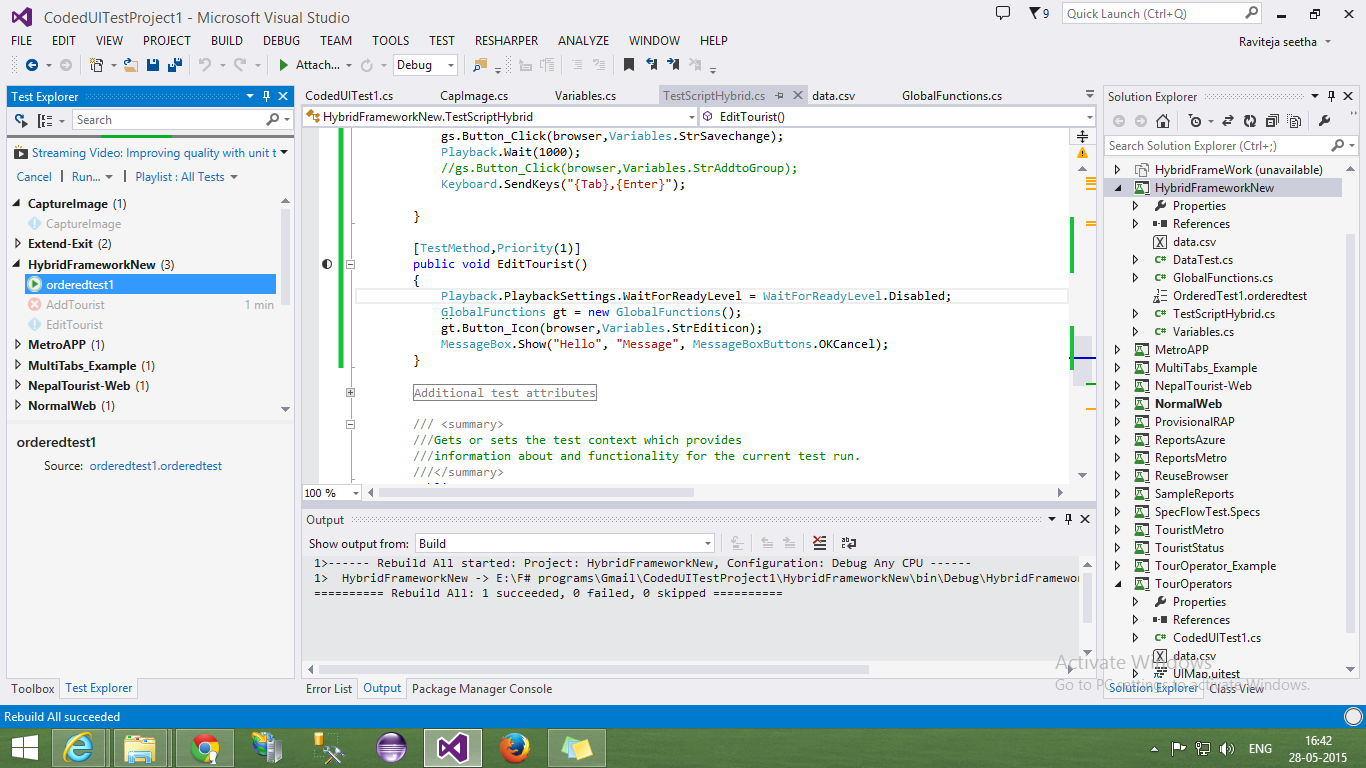 CodedUITestProject1 - Microsoft Visual Studio
9
Quick Launch (Ctrl+Q)
FILE EDIT VIEW PROJECT BUILD DEBUG TEAM TOOLS TEST RESHARPER ANALYZE WINDOW HELP
Raviteja seetha
Attach...
Debug
Test Explorer
Search
Streaming Video: Improving quality with unit t
Cancel | Run... | Playlist : All Tests
CaptureImage (1)
CaptureImage
Extend-Exit (2)
HybridFrameworkNew (3)
orderedtest1
AddTourist 1 min
EditTourist
MetroAPP (1)
MultiTabs_Example (1)
NepalTourist-Web (1)
NormalWeb (1)
orderedtest1
Source: orderedtest1.orderedtest
Toolbox Test Explorer
CodedUITest1.cs CapImage.cs Variables.cs TestScriptHybrid.cs data.csv GlobalFunctions.cs
HybridFrameworkNew.TestScriptHybrid
EditTourist()
gs.Button_Click(browser,Variables.StrSavechange);
Playback.Wait(1000);
//gs.Button_Click(browser,Variables.StrAddtoGroup);
Keyboard.SendKeys("{Tab},{Enter}");
}
[TestMethod,Priority(1)]
public void EditTourist()
{
Playback.PlaybackSettings.WaitForReadyLevel = WaitForReadyLevel.Disabled;
GlobalFunctions gt = new GlobalFunctions();
gt.Button_Icon(browser,Variables.StrEditicon);
MessageBox.Show("Hello", "Message", MessageBoxButtons.OKCancel);
}
Additional test attributes
/// <summary>
///Gets or sets the test context which provides
///information about and functionality for the current test run.
///</summary>
100 %
Output
Show output from: Build
1>------ Rebuild All started: Project: HybridFrameworkNew, Configuration: Debug Any CPU ------
1> HybridFrameworkNew -> E:\F# programs\Gmail\CodedUITestProject1\HybridFrameworkNew\bin\Debug\HybridFramewor
========== Rebuild All: 1 succeeded, 0 failed, 0 skipped ==========
Error List Output Package Manager Console
Solution Explorer
Search Solution Explorer (Ctrl+;)
HybridFrameWork (unavailable)
HybridFrameworkNew
Properties
References
data.csv
C# DataTest.cs
C# GlobalFunctions.cs
OrderedTest1.orderedtest
C# TestScriptHybrid.cs
C# Variables.cs
MetroAPP
MultiTabs_Example
NepalTourist-Web
NormalWeb
ProvisionalRAP
ReportsAzure
ReportsMetro
ReuseBrowser
SampleReports
SpecFlowTest.Specs
TouristMetro
TouristStatus
TourOperator_Example
TourOperators
Properties
References
C# CodedUITest1.cs
data.csv
UIMap.uitest
Solution Explorer Class View
Activate Windows
Go to PC settings to activate Windows.
Rebuild All succeeded
ENG
16:42
28-05-2015